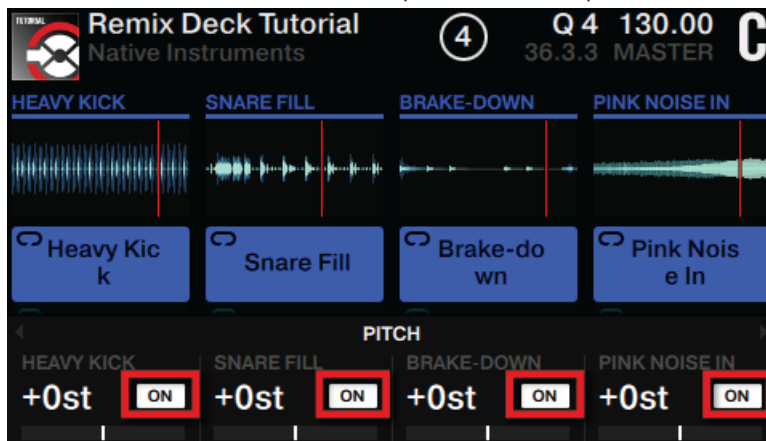 TUTORIAL
Remix Deck Tutorial
Native Instruments
4
Q 4 130.00
36.3.3 MASTER
C
HEAVY KICK SNARE FILL BRAKE-DOWN PINK NOISE IN
Heavy Kic
k
Snare Fill
Brake-do
wn
Pink Nois
e In
PITCH
HEAVY KICK SNARE FILL BRAKE-DOWN PINK NOISE IN
+0st ON +0st ON +0st ON +0st ON